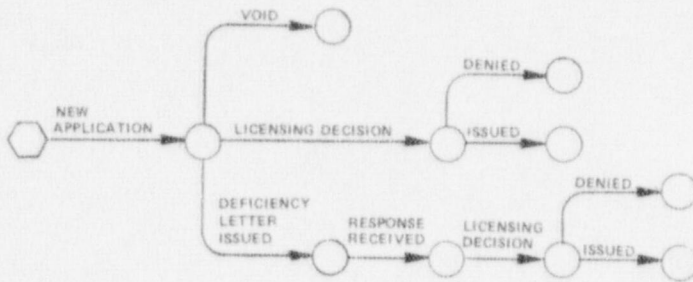 VOID
DENIED
NEW
APPLICATION
LICENSING DECISION
ISSUED
DEFICIENCY
LETTER
ISSUED
RESPONSE
RECEIVED
LICENSING
DECISION
DENIED
ISSUED